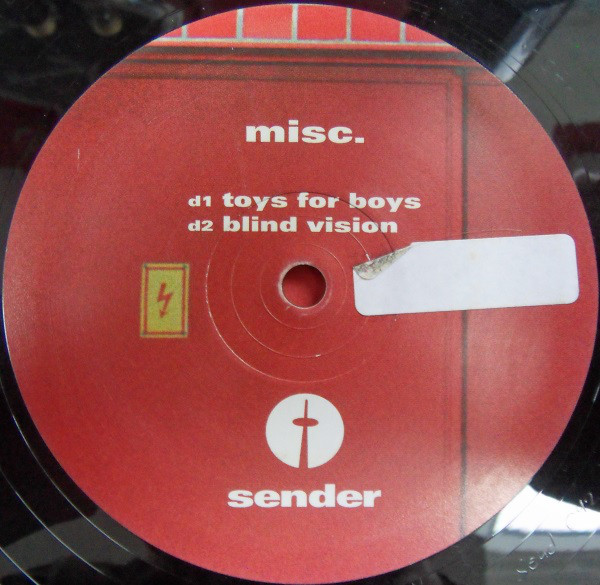 misc.
d1 toys for boys
d2 blind vision
sender